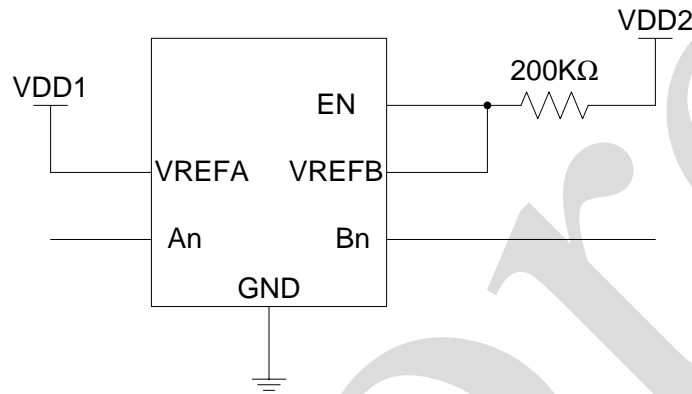 VDD2
200KΩ
VDD1
EN
VREFA VREFB
An Bn
GND